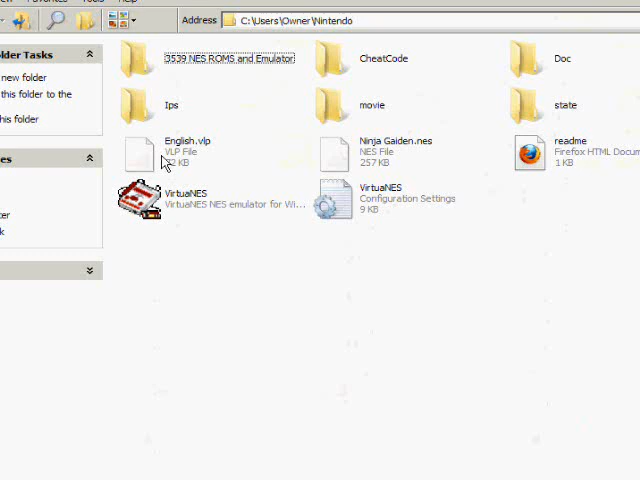 Address C:\Users\Owner\Nintendo
older Tasks
new folder
this folder to the
his folder
3539 NES ROMS and Emulator
CheatCode
Doc
Ips
movie
state
English.vlp
VLP File
72 KB
Ninja Gaiden.nes
NES File
257 KB
readme
Firefox HTML Docum
1 KB
VirtuaNES
VirtuaNES NES emulator for Wi...
VirtuaNES
Configuration Settings
9 KB
es
ter
k